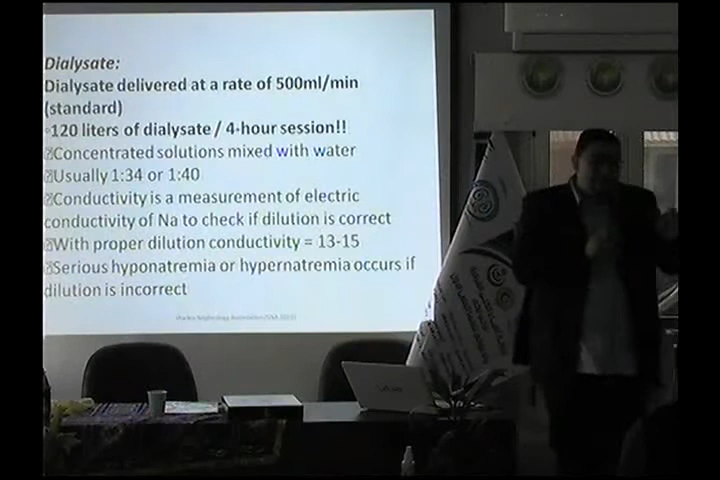 Dialysate:
Dialysate delivered at a rate of 500ml/min
(standard)
◦120 liters of dialysate / 4-hour session!!
Concentrated solutions mixed with water
Usually 1:34 or 1:40
Conductivity is a measurement of electric
conductivity of Na to check if dilution is correct
With proper dilution conductivity = 13-15
Serious hyponatremia or hypernatremia occurs if
dilution is incorrect